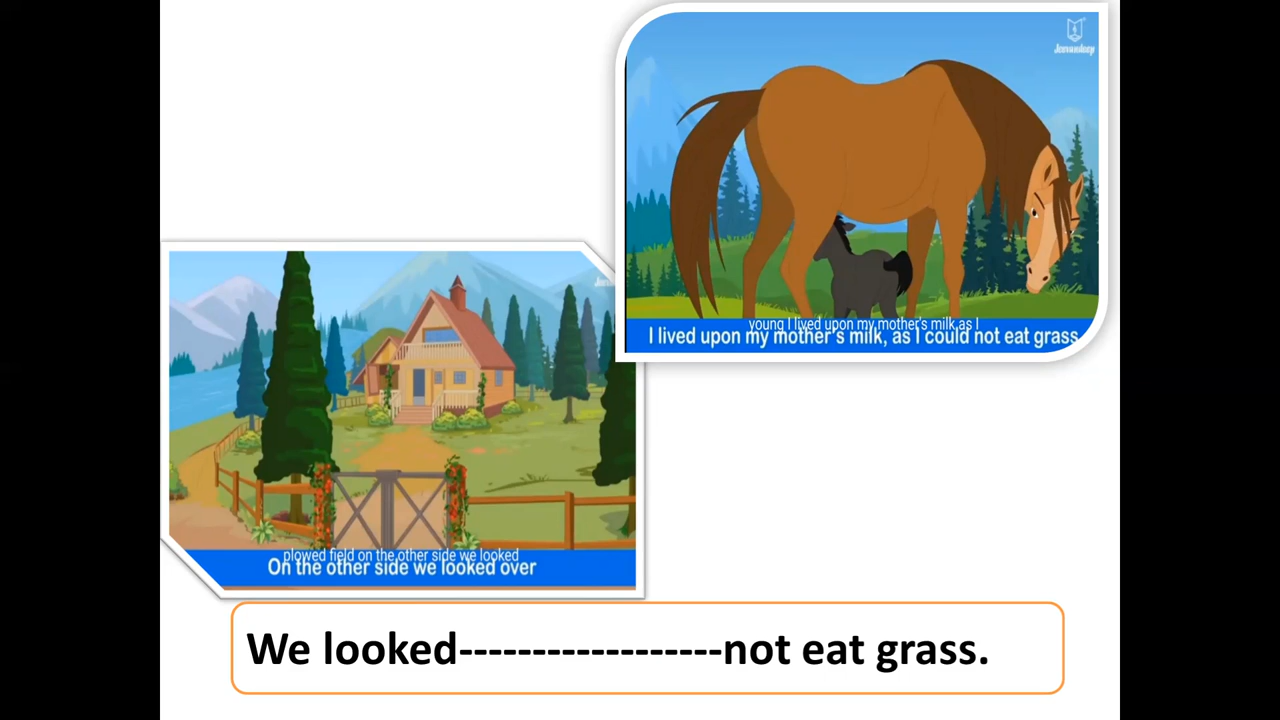 Jeevandeep
young I lived upon my mother's milk as I
I lived upon my mother's milk, as I could not eat grass
plowed field on the other side we looked
On the other side we looked over
We looked------------------not eat grass.